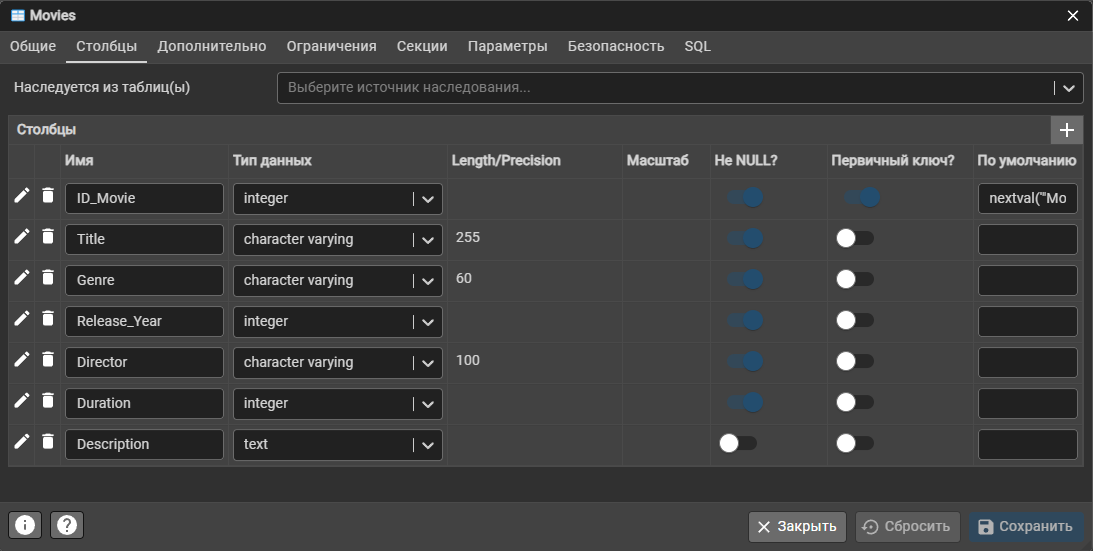 Movies
Общие Столбцы Дополнительно Ограничения Секции Параметры Безопасность SQL
Наследуется из таблиц(ы) Выберите источник наследования...
Столбцы
Имя Тип данных Length/Precision Масштаб Не NULL? Первичный ключ? По умолчанию
ID_Movie integer nextval('"Mo
Title character varying 255
Genre character varying 60
Release_Year integer
Director character varying 100
Duration integer
Description text
Закрыть Сбросить Сохранить